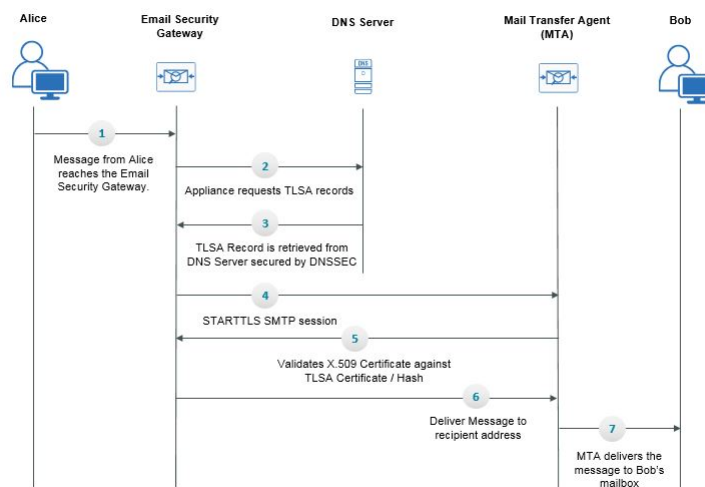 Alice
Email Security
Gateway
DNS Server
Mail Transfer Agent
(MTA)
Bob
DNS
1
Message from Alice
reaches the Email
Security Gateway.
2
Appliance requests TLSA records
3
TLSA Record is retrieved from
DNS Server secured by DNSSEC
4
STARTTLS SMTP session
5
Validates X.509 Certificate against
TLSA Certificate / Hash
6
Deliver Message to
recipient address
7
MTA delivers the
message to Bob's
mailbox